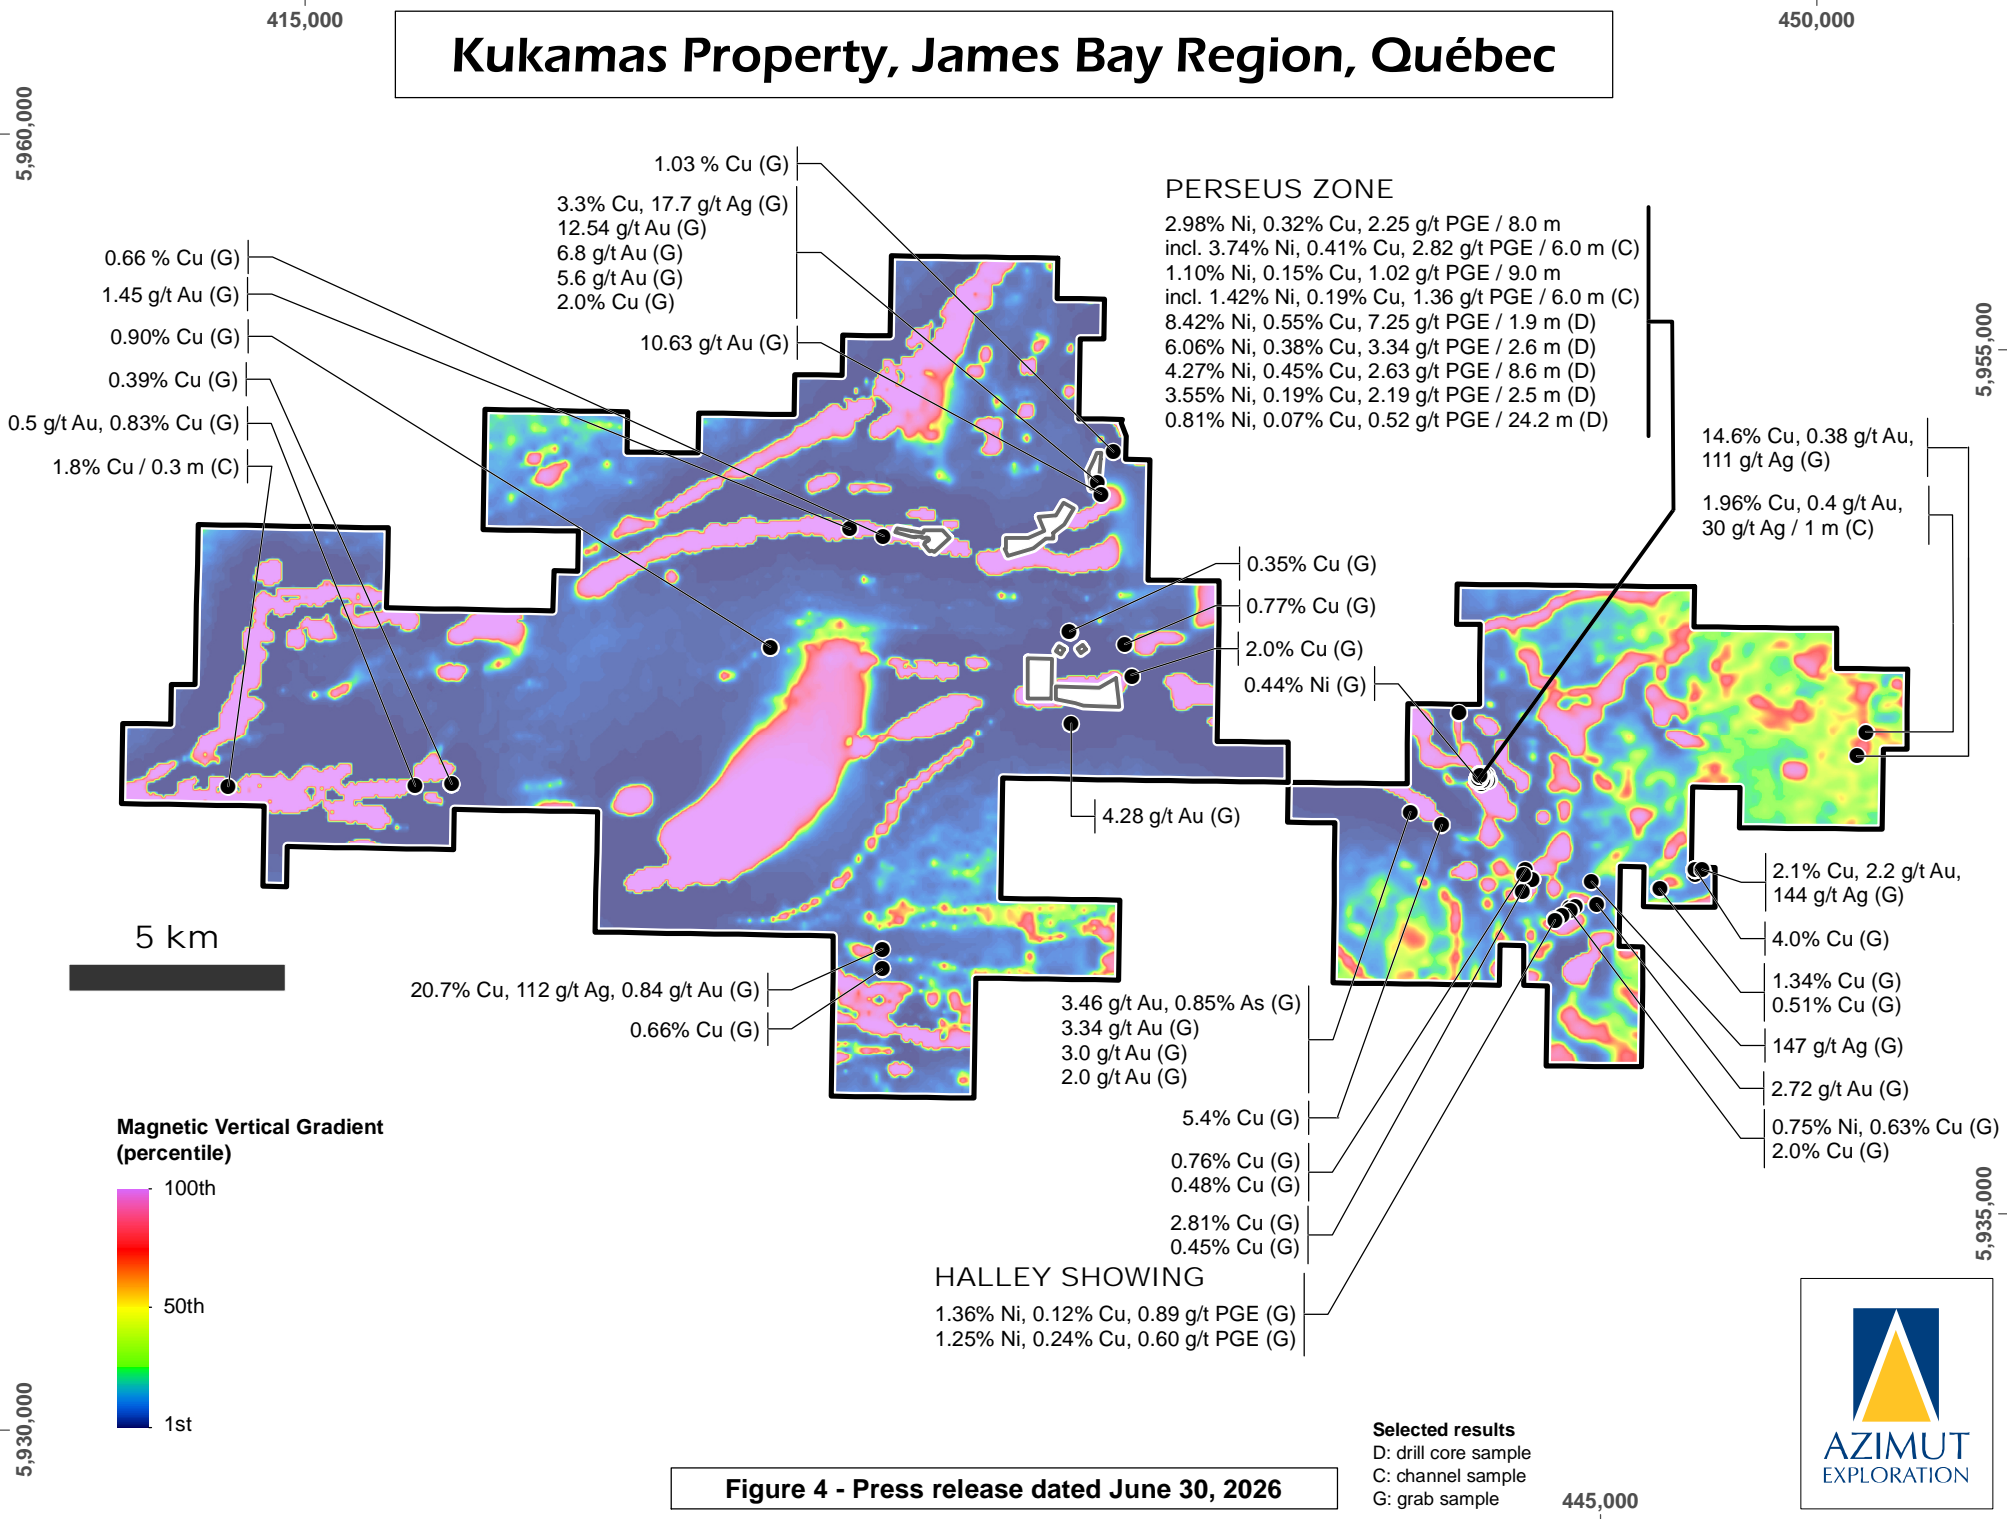 415,000
450,000
Kukamas Property, James Bay Region, Québec
5,960,000
5,955,000
1.03 % Cu (G)
3.3% Cu, 17.7 g/t Ag (G)
12.54 g/t Au (G)
6.8 g/t Au (G)
5.6 g/t Au (G)
2.0% Cu (G)
10.63 g/t Au (G)
0.66 % Cu (G)
1.45 g/t Au (G)
0.90% Cu (G)
0.39% Cu (G)
0.5 g/t Au, 0.83% Cu (G)
1.8% Cu / 0.3 m (C)
PERSEUS ZONE
2.98% Ni, 0.32% Cu, 2.25 g/t PGE / 8.0 m
incl. 3.74% Ni, 0.41% Cu, 2.82 g/t PGE / 6.0 m (C)
1.10% Ni, 0.15% Cu, 1.02 g/t PGE / 9.0 m
incl. 1.42% Ni, 0.19% Cu, 1.36 g/t PGE / 6.0 m (C)
8.42% Ni, 0.55% Cu, 7.25 g/t PGE / 1.9 m (D)
6.06% Ni, 0.38% Cu, 3.34 g/t PGE / 2.6 m (D)
4.27% Ni, 0.45% Cu, 2.63 g/t PGE / 8.6 m (D)
3.55% Ni, 0.19% Cu, 2.19 g/t PGE / 2.5 m (D)
0.81% Ni, 0.07% Cu, 0.52 g/t PGE / 24.2 m (D)
14.6% Cu, 0.38 g/t Au,
111 g/t Ag (G)
1.96% Cu, 0.4 g/t Au,
30 g/t Ag / 1 m (C)
0.35% Cu (G)
0.77% Cu (G)
2.0% Cu (G)
0.44% Ni (G)
4.28 g/t Au (G)
2.1% Cu, 2.2 g/t Au,
144 g/t Ag (G)
4.0% Cu (G)
1.34% Cu (G)
0.51% Cu (G)
147 g/t Ag (G)
2.72 g/t Au (G)
0.75% Ni, 0.63% Cu (G)
2.0% Cu (G)
5 km
20.7% Cu, 112 g/t Ag, 0.84 g/t Au (G)
0.66% Cu (G)
3.46 g/t Au, 0.85% As (G)
3.34 g/t Au (G)
3.0 g/t Au (G)
2.0 g/t Au (G)
5.4% Cu (G)
0.76% Cu (G)
0.48% Cu (G)
2.81% Cu (G)
0.45% Cu (G)
HALLEY SHOWING
1.36% Ni, 0.12% Cu, 0.89 g/t PGE (G)
1.25% Ni, 0.24% Cu, 0.60 g/t PGE (G)
Magnetic Vertical Gradient
(percentile)
100th
50th
1st
5,935,000
5,930,000
Selected results
D: drill core sample
C: channel sample
G: grab sample
Figure 4 - Press release dated June 30, 2026
445,000
AZIMUT
EXPLORATION